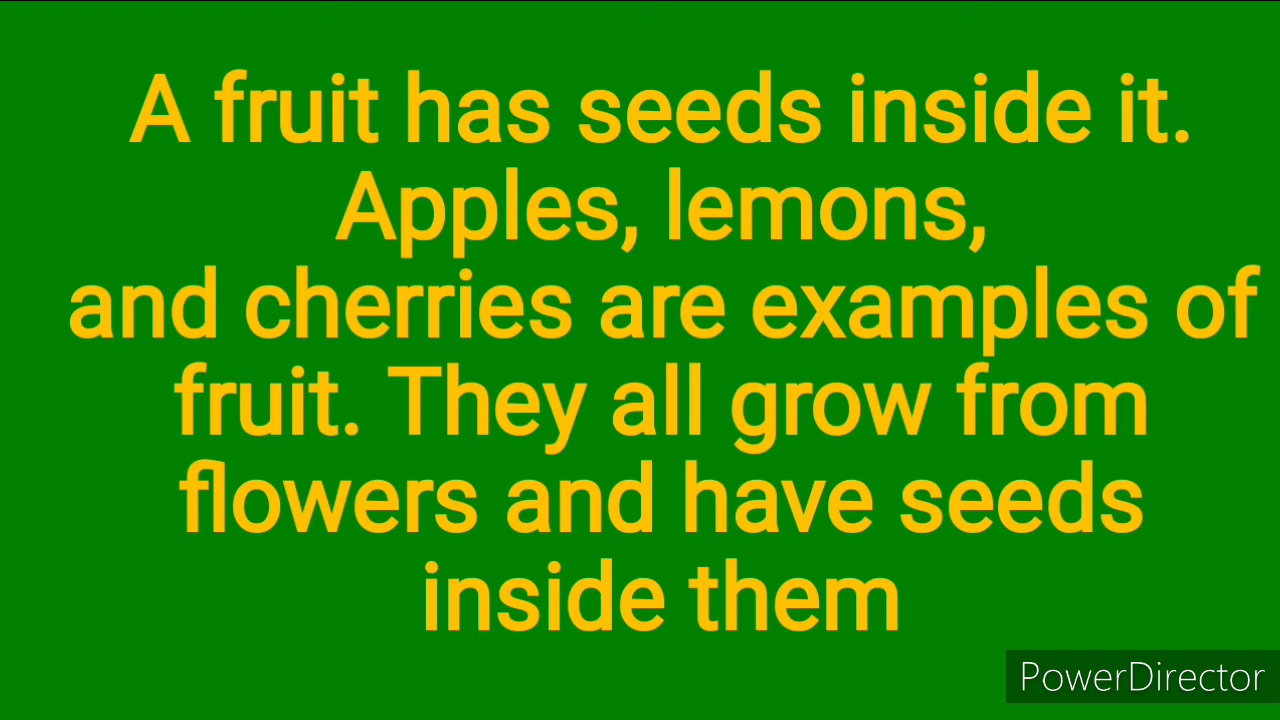 A fruit has seeds inside it.
Apples, lemons,
and cherries are examples of
fruit. They all grow from
flowers and have seeds
inside them
PowerDirector